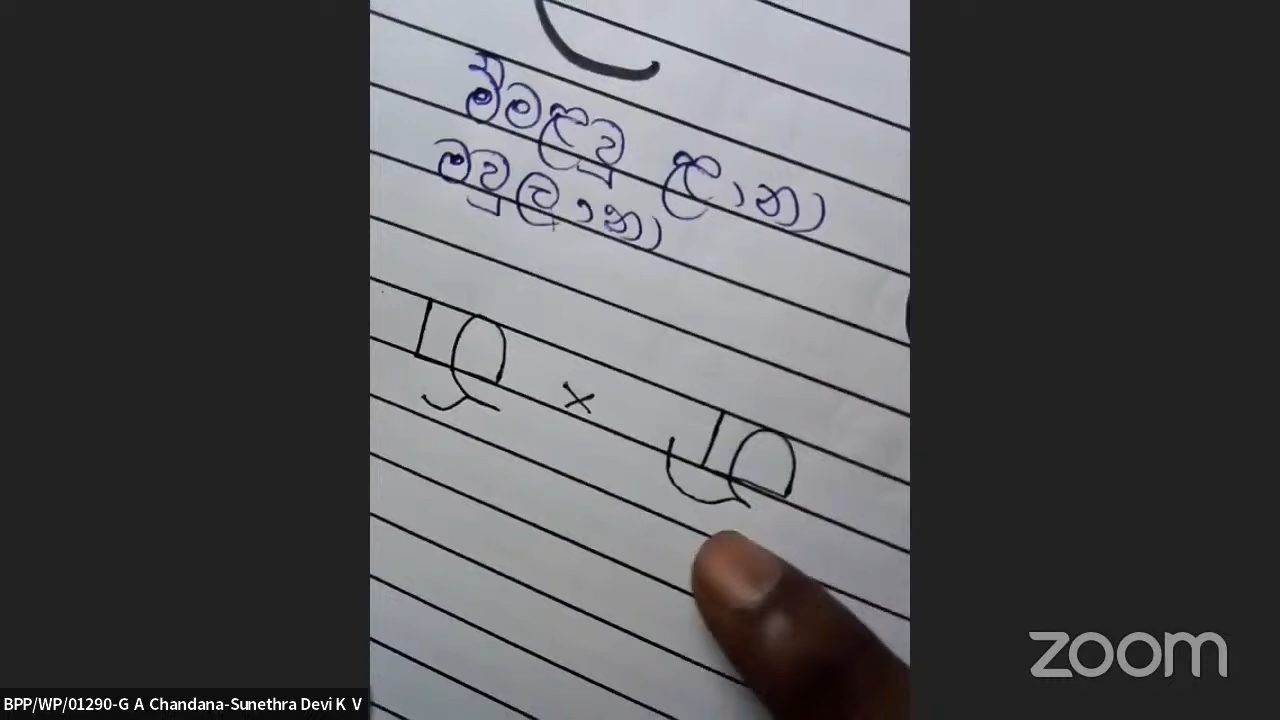 ළානා
මවුලානා
ழ × ழு
zoom
BPP/WP/01290-G A Chandana-Sunethra Devi K V